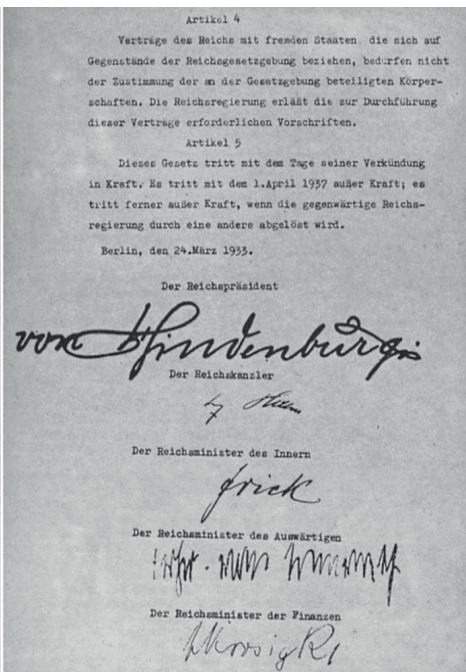 Artikel 4
Verträge des Reichs mit fremden Staaten, die sich auf
Gegenstände der Reichsgesetzgebung beziehen, bedürfen nicht
der Zustimmung der an der Gesetzgebung beteiligten Körper-
schaften. Die Reichsregierung erläßt die zur Durchführung
dieser Verträge erforderlichen Vorschriften.
Artikel 5
Dieses Gesetz tritt mit dem Tage seiner Verkündung
in Kraft. Es tritt mit dem 1.April 1937 außer Kraft; es
tritt ferner außer Kraft, wenn die gegenwärtige Reichs-
regierung durch eine andere abgelöst wird.
Berlin, den 24.März 1933.
Der Reichspräsident
von Hindenburg
Der Reichskanzler
Der Reichsminister des Innern
Frick
Der Reichsminister des Auswärtigen
Der Reichsminister der Finanzen